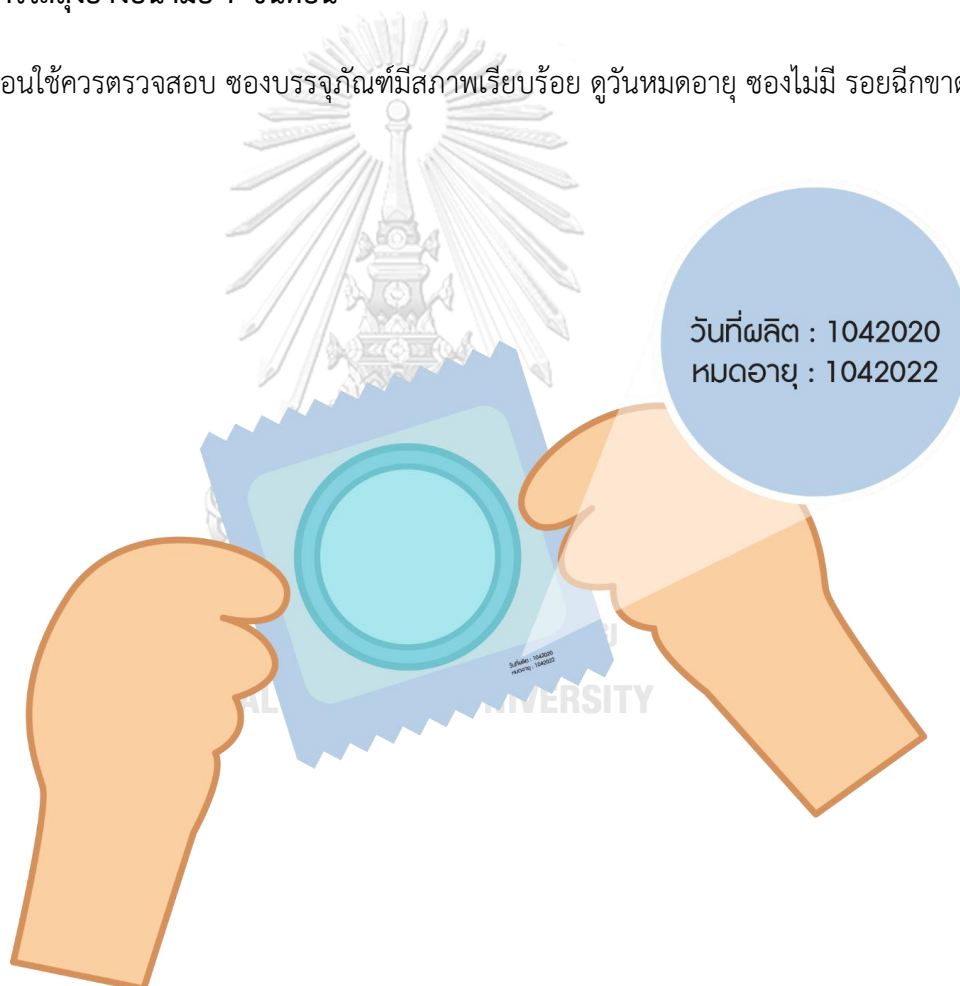 อนใช้ควรตรวจสอบ ซองบรรจุภัณฑ์มีสภาพเรียบร้อย ดูวันหมดอายุ ซองไม่มี รอยฉีกขาด
วันที่ผลิต : 1042020
หมดอายุ : 1042022
วันที่ผลิต : 1042020
หมดอายุ : 1042022
VERSITY